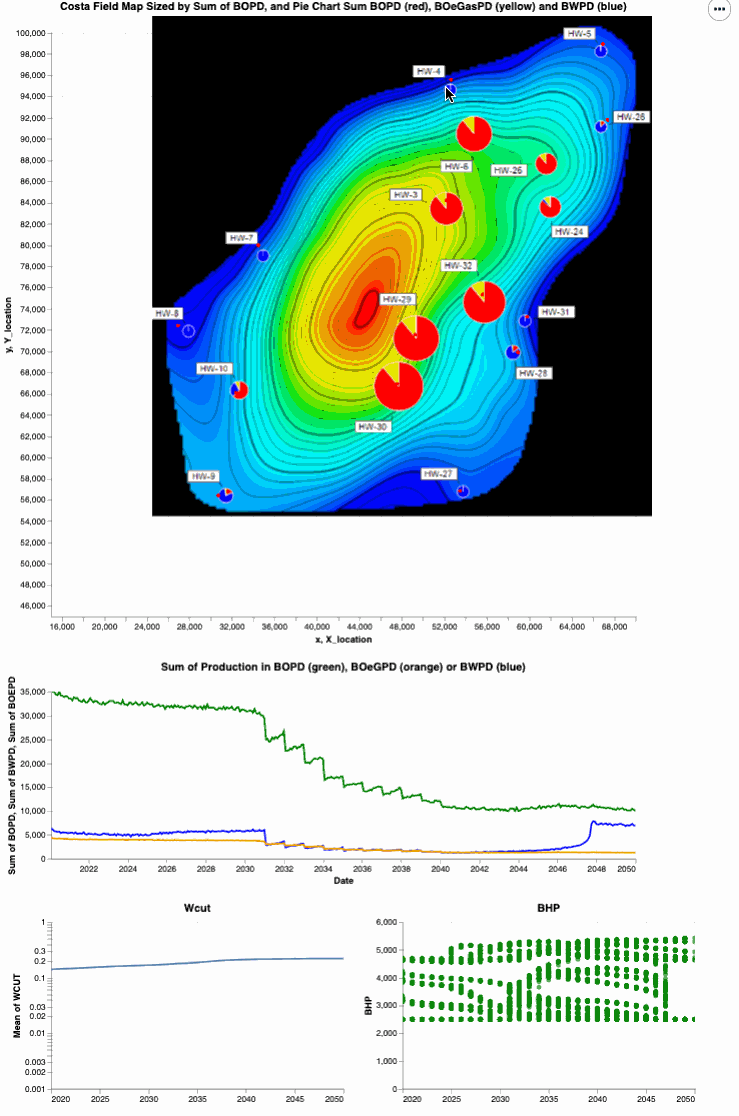 Costa Field Map Sized by Sum of BOPD, and Pie Chart Sum BOPD (red), BOeGasPD (yellow) and BWPD (blue)
100,000
98,000
96,000
94,000
92,000
90,000
88,000
86,000
84,000
82,000
80,000
78,000
76,000
74,000
72,000
70,000
68,000
66,000
64,000
62,000
60,000
58,000
56,000
54,000
52,000
50,000
48,000
46,000
y, Y_location
HW-5
HW-4
HW-26
HW-6
HW-25
HW-3
HW-24
HW-7
HW-32
HW-29
HW-8
HW-31
HW-10
HW-28
HW-30
HW-9
HW-27
16,000 20,000 24,000 28,000 32,000 36,000 40,000 44,000 48,000 52,000 56,000 60,000 64,000 68,000
x, X_location
Sum of Production in BOPD (green), BOeGPD (orange) or BWPD (blue)
Sum of BOPD, Sum of BWPD, Sum of BOEPD
35,000
30,000
25,000
20,000
15,000
10,000
5,000
0
2022 2024 2026 2028 2030 2032 2034 2036 2038 2040 2042 2044 2046 2048 2050
Date
Wcut
Mean of WCUT
1
0.3
0.2
0.1
0.03
0.02
0.01
0.003
0.002
0.001
2020 2025 2030 2035 2040 2045 2050
BHP
BHP
6,000
5,000
4,000
3,000
2,000
1,000
0
2020 2025 2030 2035 2040 2045 2050